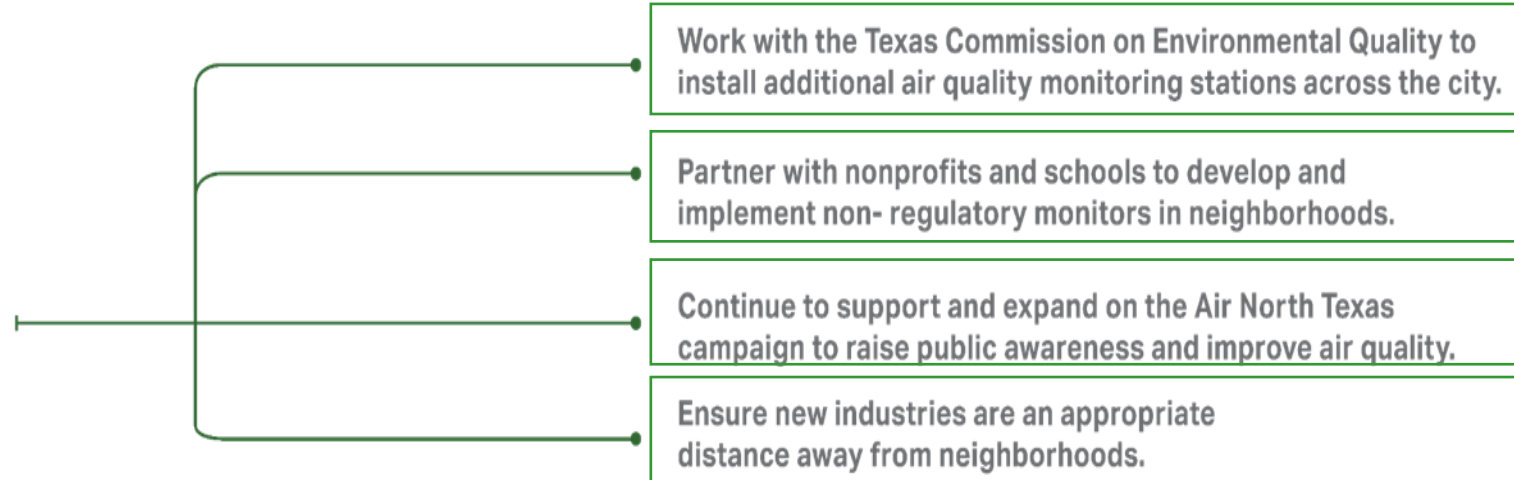 Work with the Texas Commission on Environmental Quality to
install additional air quality monitoring stations across the city.
Partner with nonprofits and schools to develop and
implement non- regulatory monitors in neighborhoods.
Continue to support and expand on the Air North Texas
campaign to raise public awareness and improve air quality.
Ensure new industries are an appropriate
distance away from neighborhoods.